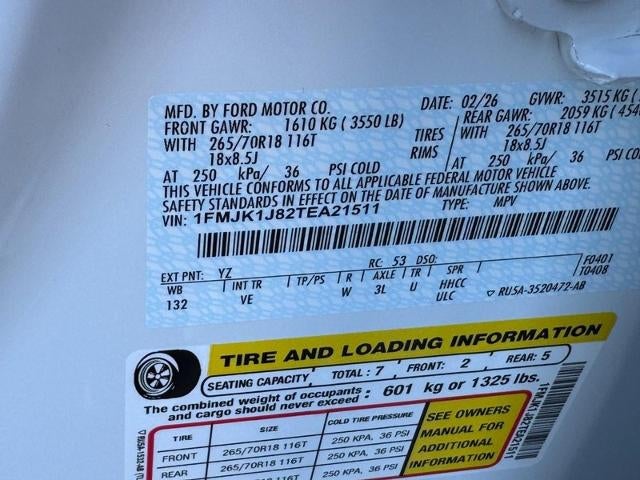 MFD. BY FORD MOTOR CO. DATE: 02/26 GVWR: 3515 KG (
FRONT GAWR: 1610 KG ( 3550 LB) REAR GAWR: 2059 KG ( 454
WITH 265/70R18 116T TIRES WITH 265/70R18 116T
18x8.5J RIMS 18x8.5J
AT 250 kPa/ 36 PSI COLD AT 250 kPa/ 36 PSI CO
THIS VEHICLE CONFORMS TO ALL APPLICABLE FEDERAL MOTOR VEHICLE
SAFETY STANDARDS IN EFFECT ON THE DATE OF MANUFACTURE SHOWN ABOVE.
VIN: 1FMJK1J82TEA21511 TYPE: MPV
EXT PNT: YZ RC: 53 DSO: F0401
WB INT TR TP/PS R AXLE TR SPR T0408
132 VE W 3L U HHCC
ULC ▽ RU5A-3520472-AB
TIRE AND LOADING INFORMATION
SEATING CAPACITY TOTAL : 7 FRONT: 2 REAR: 5
The combined weight of occupants and cargo should never exceed : 601 kg or 1325 lbs.
TIRE SIZE COLD TIRE PRESSURE
FRONT 265/70R18 116T 250 KPA, 36 PSI
REAR 265/70R18 116T 250 KPA, 36 PSI
SEE OWNERS
MANUAL FOR
ADDITIONAL
INFORMATION
1FMJK1J82TEA21511